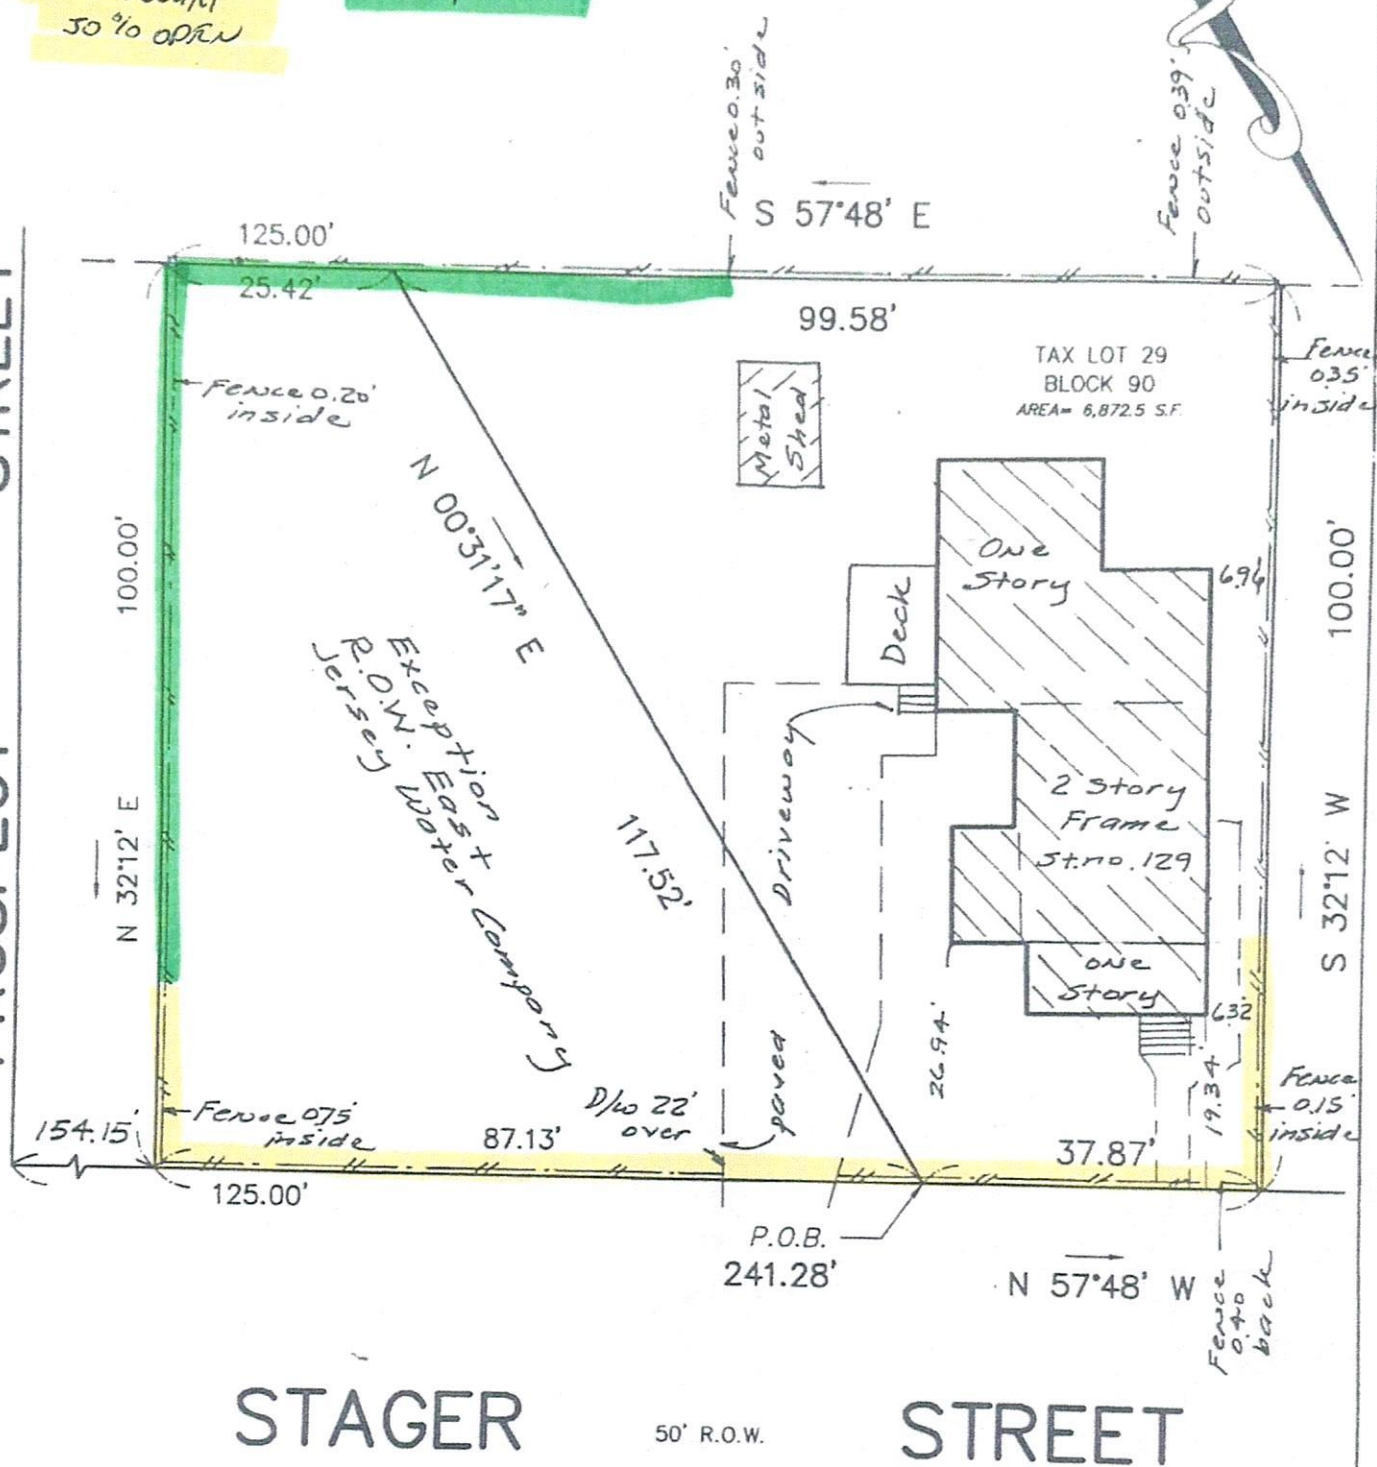 50 % OPEN
Fence 0.30'
outside
Fence 0.39'
outside
S 57°48' E
125.00'
25.42'
99.58'
TAX LOT 29
BLOCK 90
AREA= 6,872.5 S.F.
Fence
0.35'
inside
Fence 0.20'
inside
Metal
Shed
N 00°31'17" E
One
Story
6.96'
Deck
100.00'
100.00'
Exception
R.O.W. East
Jersey Water Company
Driveway
2 Story
Frame
St. no. 129
117.52'
N 32°12' E
S 32°12' W
one
Story
6.32'
26.94'
19.34'
paved
Fence 0.75'
inside
D/w 22'
over
Fence
0.15'
inside
154.15'
87.13'
37.87'
125.00'
P.O.B.
241.28'
N 57°48' W
Fence
0.40
back
STAGER 50' R.O.W. STREET